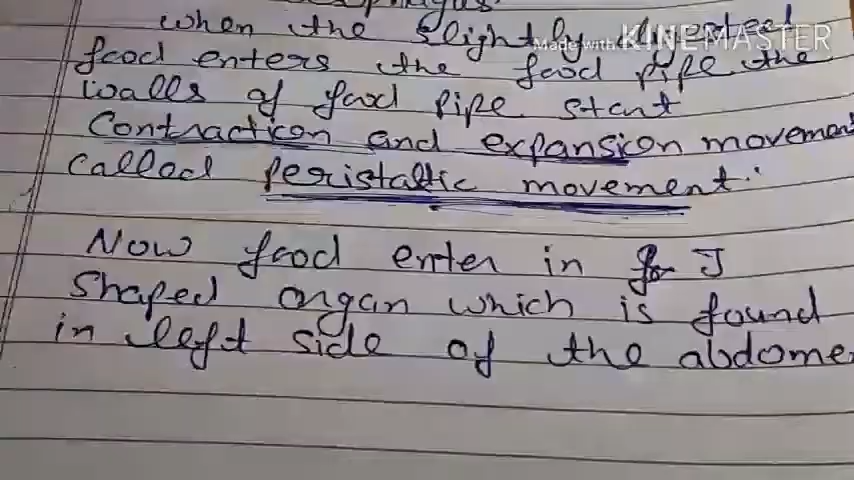 when the slightly digested
food enters the food pipe the
walls of food pipe start
Contraction and expansion movement
called peristaltic movement.
Now food enter in J
Shaped organ which is found
in left side of the abdome
Made with KINEMASTER